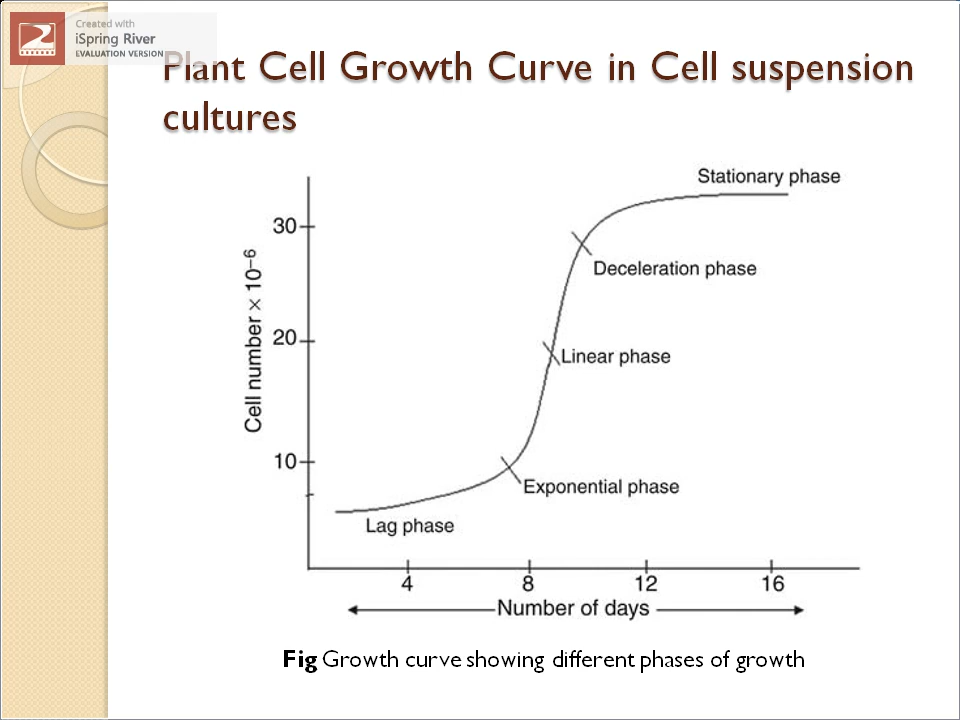 Created with
iSpring River
EVALUATION VERSION
Plant Cell Growth Curve in Cell suspension
cultures
Stationary phase
30
Deceleration phase
Cell number × 10⁻⁶
20
Linear phase
10
Exponential phase
Lag phase
4 8 12 16
Number of days
Fig Growth curve showing different phases of growth